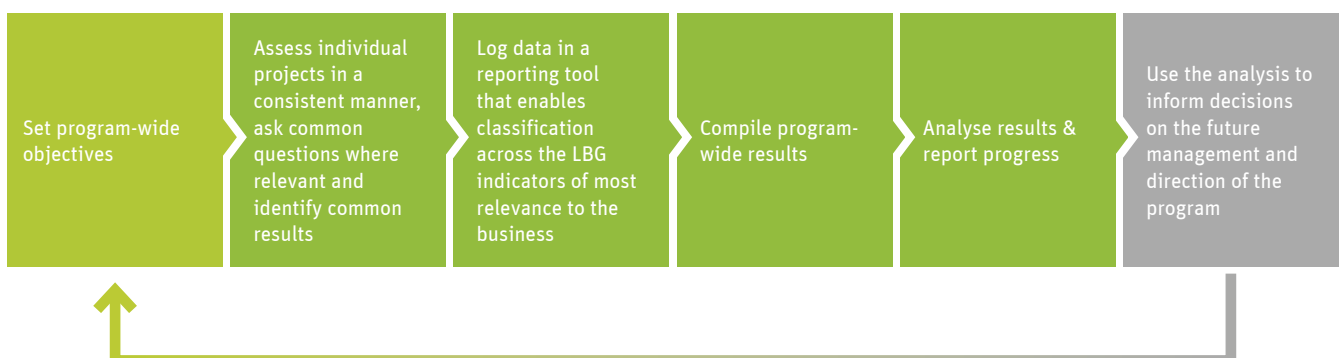 Set program-wide
objectives
Assess individual
projects in a
consistent manner,
ask common
questions where
relevant and
identify common
results
Log data in a
reporting tool
that enables
classification
across the LBG
indicators of most
relevance to the
business
Compile program-
wide results
Analyse results &
report progress
Use the analysis to
inform decisions
on the future
management and
direction of the
program